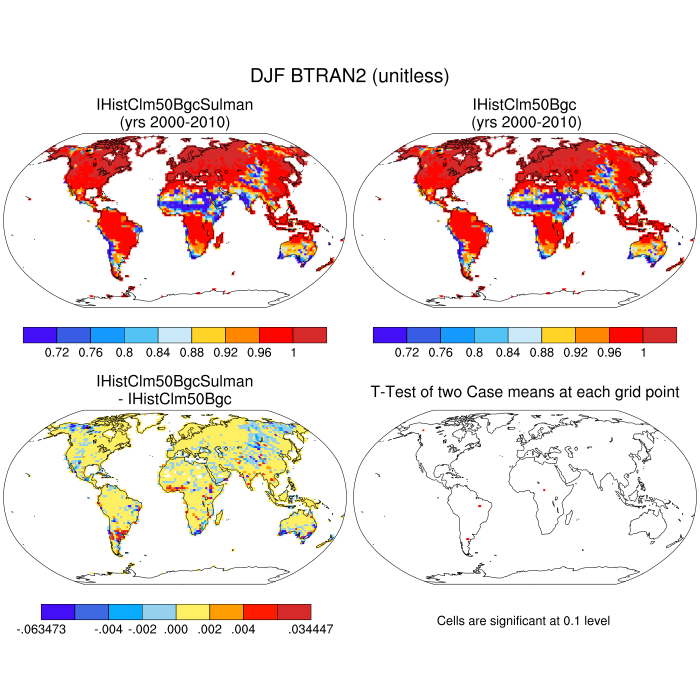 DJF BTRAN2 (unitless)
IHistClm50BgcSulman
(yrs 2000-2010)
IHistClm50Bgc
(yrs 2000-2010)
0.72 0.76 0.8 0.84 0.88 0.92 0.96 1
0.72 0.76 0.8 0.84 0.88 0.92 0.96 1
IHistClm50BgcSulman
- IHistClm50Bgc
T-Test of two Case means at each grid point
-.063473 -.004 -.002 .000 .002 .004 .034447
Cells are significant at 0.1 level